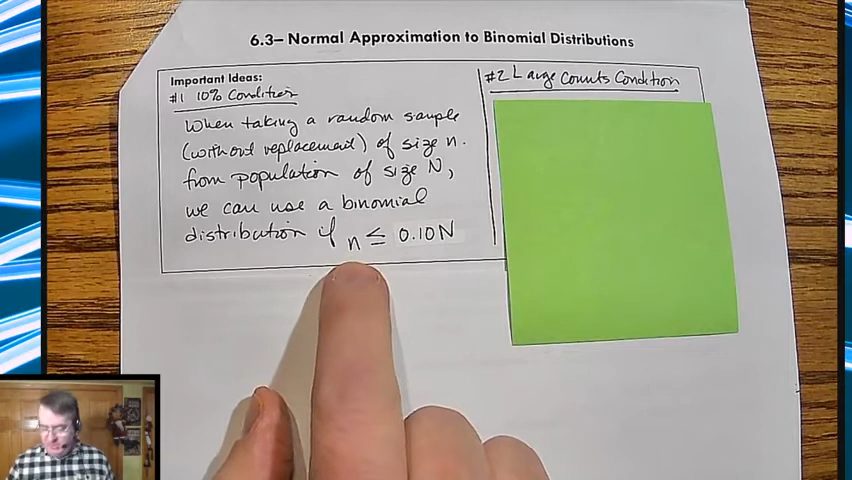 6.3– Normal Approximation to Binomial Distributions
Important Ideas:
#1 10% Condition
When taking a random sample
(without replacement) of size n.
from population of size N,
we can use a binomial
distribution if n ≤ 0.10N
#2 Large Counts Condition